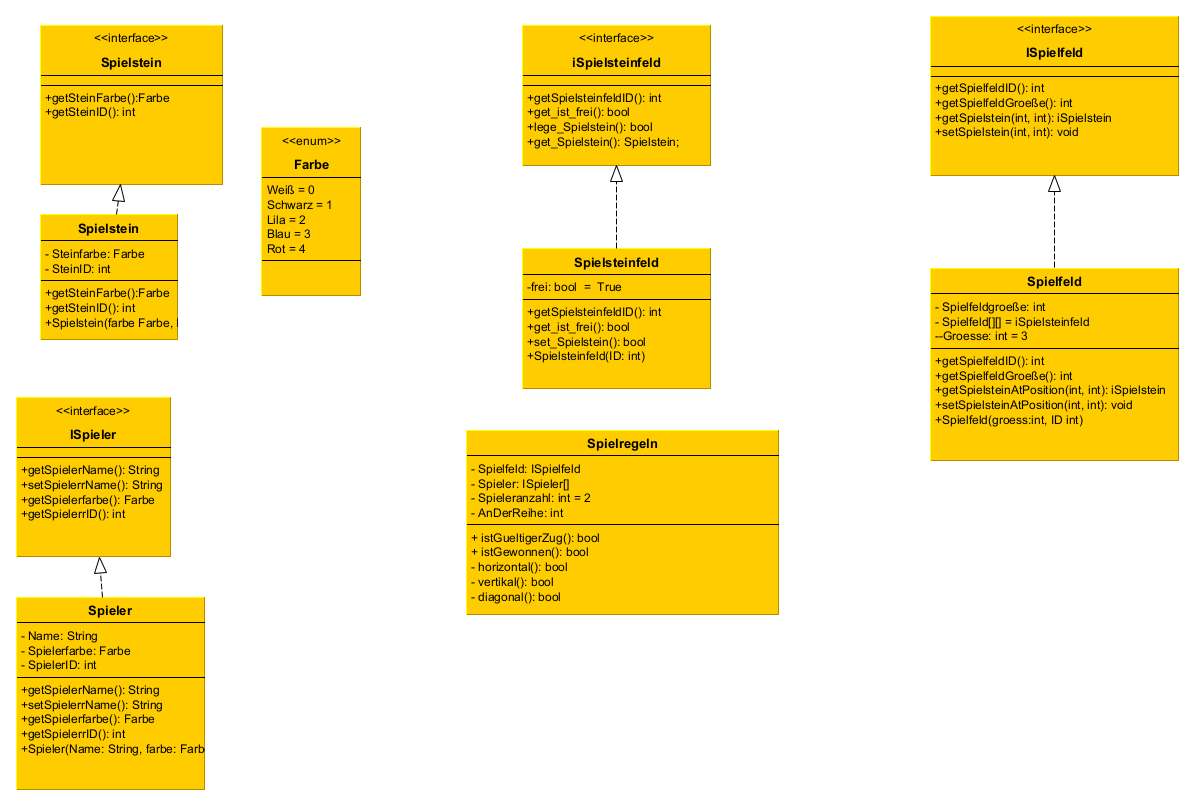 <<interface>>
Spielstein
+getSteinFarbe():Farbe
+getSteinID(): int
Spielstein
- Steinfarbe: Farbe
- SteinID: int
+getSteinFarbe():Farbe
+getSteinID(): int
+Spielstein(farbe Farbe,
<<enum>>
Farbe
Weiß = 0
Schwarz = 1
Lila = 2
Blau = 3
Rot = 4
<<interface>>
iSpielsteinfeld
+getSpielsteinfeldID(): int
+get_ist_frei(): bool
+lege_Spielstein(): bool
+get_Spielstein(): Spielstein;
Spielsteinfeld
-frei: bool = True
+getSpielsteinfeldID(): int
+get_ist_frei(): bool
+set_Spielstein(): bool
+Spielsteinfeld(ID: int)
<<interface>>
ISpielfeld
+getSpielfeldID(): int
+getSpielfeldGroeße(): int
+getSpielstein(int, int): iSpielstein
+setSpielstein(int, int): void
Spielfeld
- Spielfeldgroeße: int
- Spielfeld[][] = iSpielsteinfeld
--Groesse: int = 3
+getSpielfeldID(): int
+getSpielfeldGroeße(): int
+getSpielsteinAtPosition(int, int): iSpielstein
+setSpielsteinAtPosition(int, int): void
+Spielfeld(groess:int, ID int)
<<interface>>
ISpieler
+getSpielerName(): String
+setSpielerrName(): String
+getSpielerfarbe(): Farbe
+getSpielerrID(): int
Spieler
- Name: String
- Spielerfarbe: Farbe
- SpielerID: int
+getSpielerName(): String
+setSpielerrName(): String
+getSpielerfarbe(): Farbe
+getSpielerrID(): int
+Spieler(Name: String, farbe: Farb
Spielregeln
- Spielfeld: ISpielfeld
- Spieler: ISpieler[]
- Spieleranzahl: int = 2
- AnDerReihe: int
+ istGueltigerZug(): bool
+ istGewonnen(): bool
- horizontal(): bool
- vertikal(): bool
- diagonal(): bool